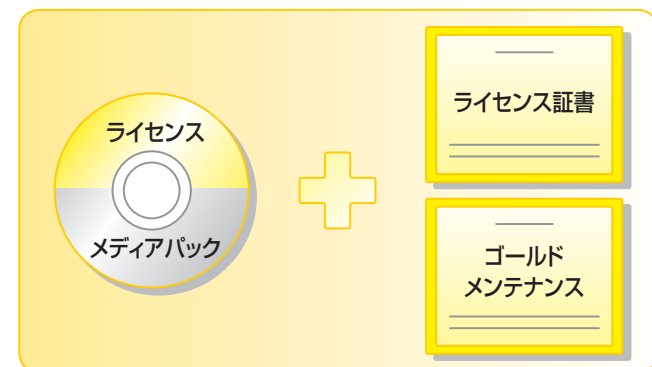 ライセンス
メディアパック
ライセンス証書
ゴールド
メンテナンス